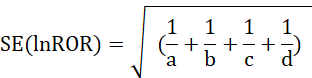 SE(lnROR) = √(1/a + 1/b + 1/c + 1/d)